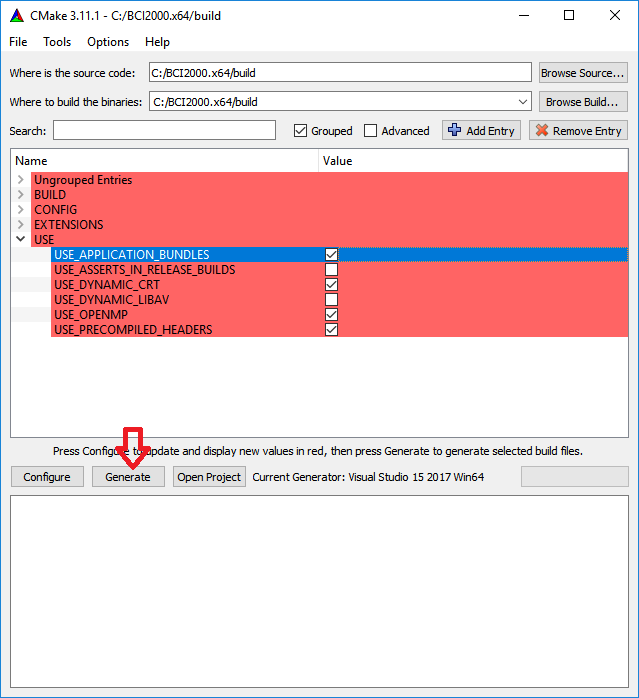 CMake 3.11.1 - C:/BCI2000.x64/build
File Tools Options Help
Where is the source code: C:/BCI2000.x64/build Browse Source...
Where to build the binaries: C:/BCI2000.x64/build Browse Build...
Search: Grouped Advanced Add Entry Remove Entry
Name Value
Ungrouped Entries
BUILD
CONFIG
EXTENSIONS
USE
USE_APPLICATION_BUNDLES
USE_ASSERTS_IN_RELEASE_BUILDS
USE_DYNAMIC_CRT
USE_DYNAMIC_LIBAV
USE_OPENMP
USE_PRECOMPILED_HEADERS
Press Configure to update and display new values in red, then press Generate to generate selected build files.
Configure Generate Open Project Current Generator: Visual Studio 15 2017 Win64